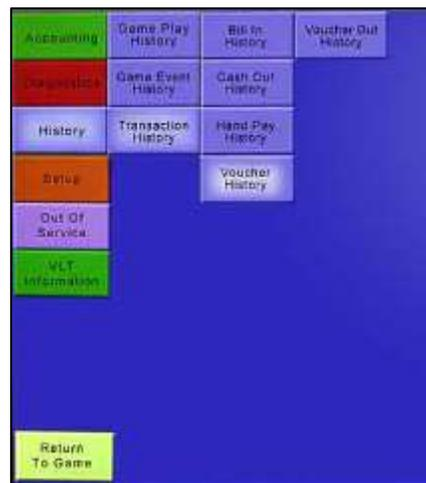 Accounting
Game Play
History
Bill In
History
Voucher Out
History
Diagnostics
Game Event
History
Cash Out
History
History
Transaction
History
Hand Pay
History
Setup
Voucher
History
Out Of
Service
VLT
Information
Return
To Game